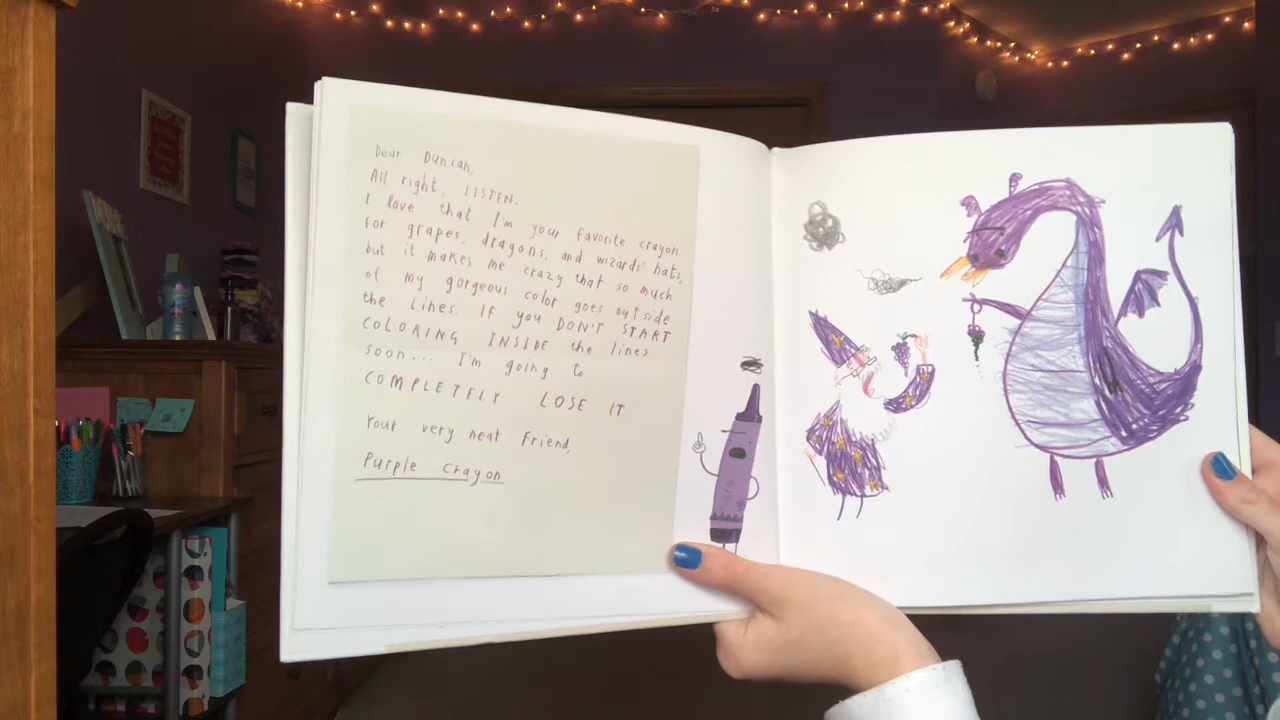 Dear Duncan,
All right, LISTEN.
I love that I'm your favorite crayon
for grapes, dragons, and wizards' hats,
but it makes me crazy that so much
of my gorgeous color goes outside
the lines. If you DON'T START
COLORING INSIDE the lines
soon... I'm going to
COMPLETELY LOSE IT.
Your very neat friend,
Purple Crayon